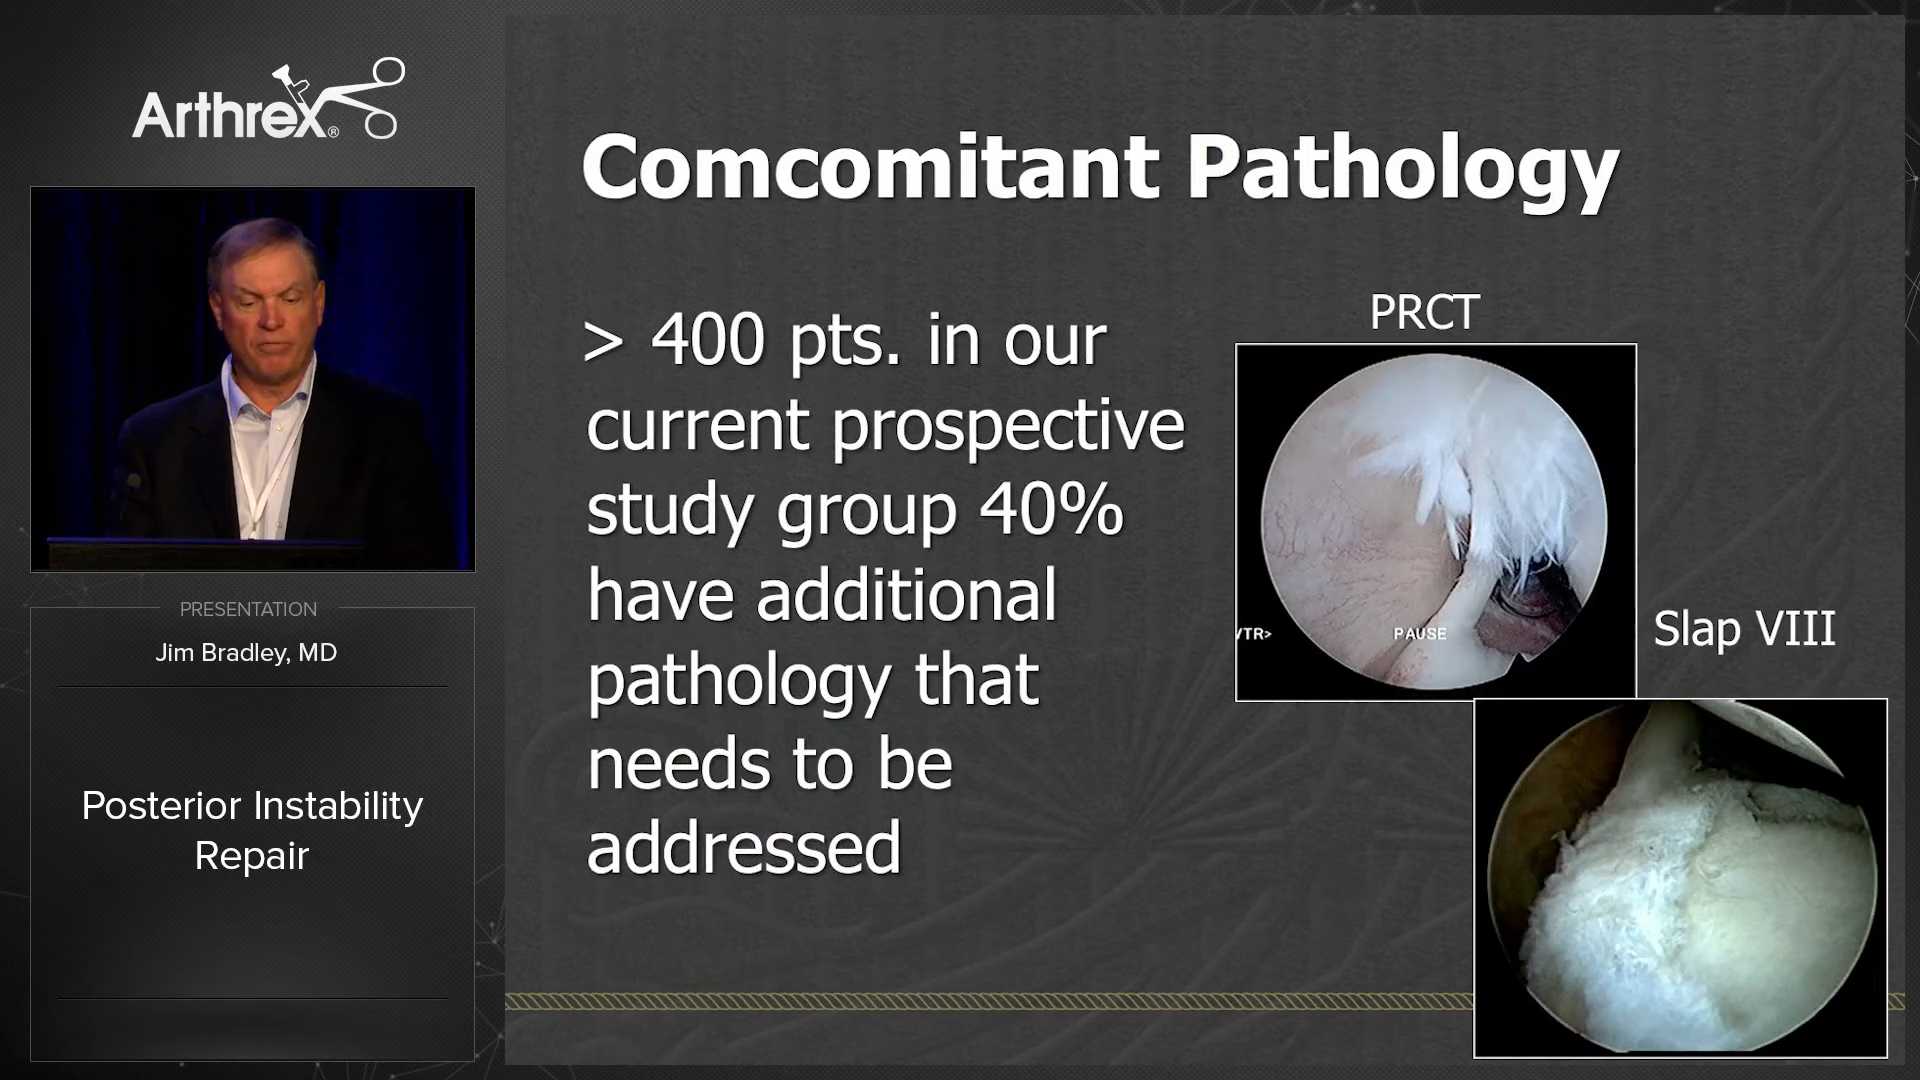 Arthrex®
PRESENTATION
Jim Bradley, MD
Posterior Instability
Repair
Comcomitant Pathology
> 400 pts. in our
current prospective
study group 40%
have additional
pathology that
needs to be
addressed
PRCT
VTR>
PAUSE
Slap VIII